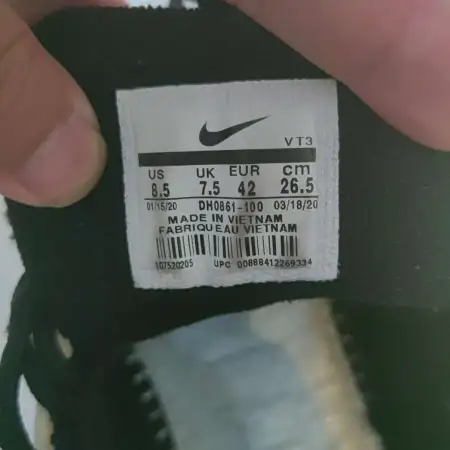 VT3
US UK EUR cm
8.5 7.5 42 26.5
01/15/20 DH0861-100 03/18/20
MADE IN VIETNAM
FABRIQUE AU VIETNAM
107520205 UPC 00888412269334